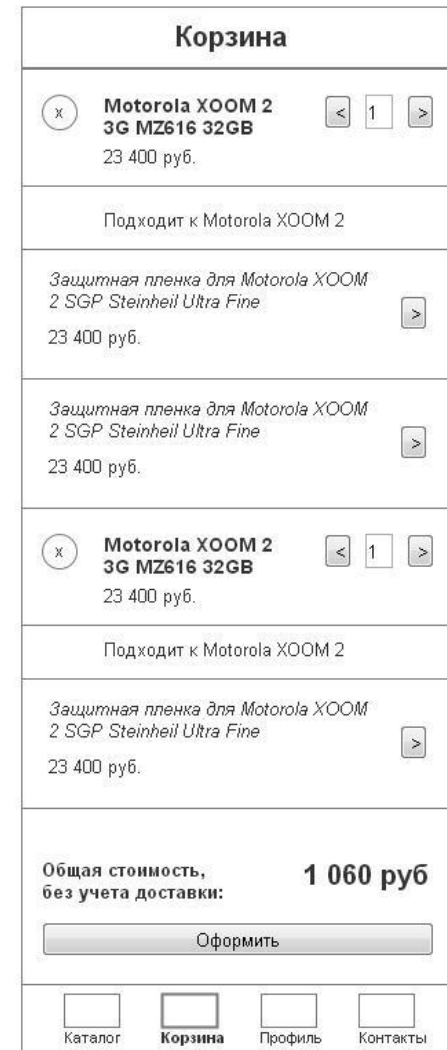 Корзина
x
Motorola XOOM 2
3G MZ616 32GB
< 1 >
23 400 руб.
Подходит к Motorola XOOM 2
Защитная пленка для Motorola XOOM
2 SGP Steinheil Ultra Fine
>
23 400 руб.
Защитная пленка для Motorola XOOM
2 SGP Steinheil Ultra Fine
>
23 400 руб.
x
Motorola XOOM 2
3G MZ616 32GB
< 1 >
23 400 руб.
Подходит к Motorola XOOM 2
Защитная пленка для Motorola XOOM
2 SGP Steinheil Ultra Fine
>
23 400 руб.
Общая стоимость,
без учета доставки:
1 060 руб
Оформить
Каталог Корзина Профиль Контакты